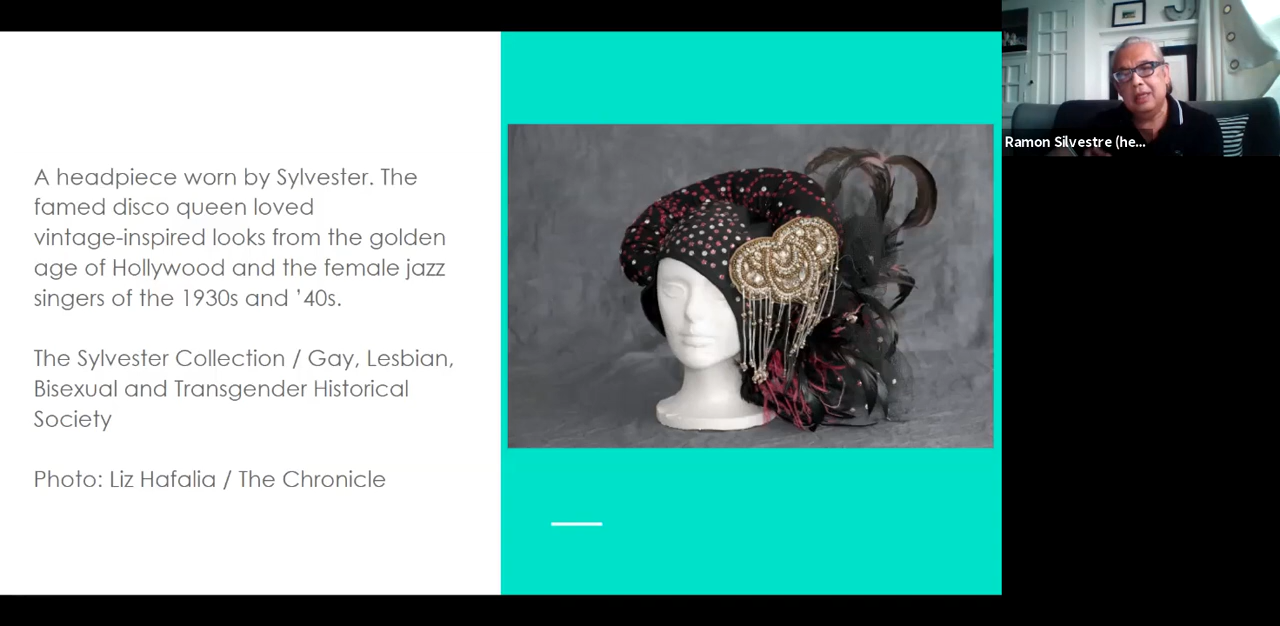 A headpiece worn by Sylvester. The
famed disco queen loved
vintage-inspired looks from the golden
age of Hollywood and the female jazz
singers of the 1930s and ’40s.
The Sylvester Collection / Gay, Lesbian,
Bisexual and Transgender Historical
Society
Photo: Liz Hafalia / The Chronicle
Ramon Silvestre (he...